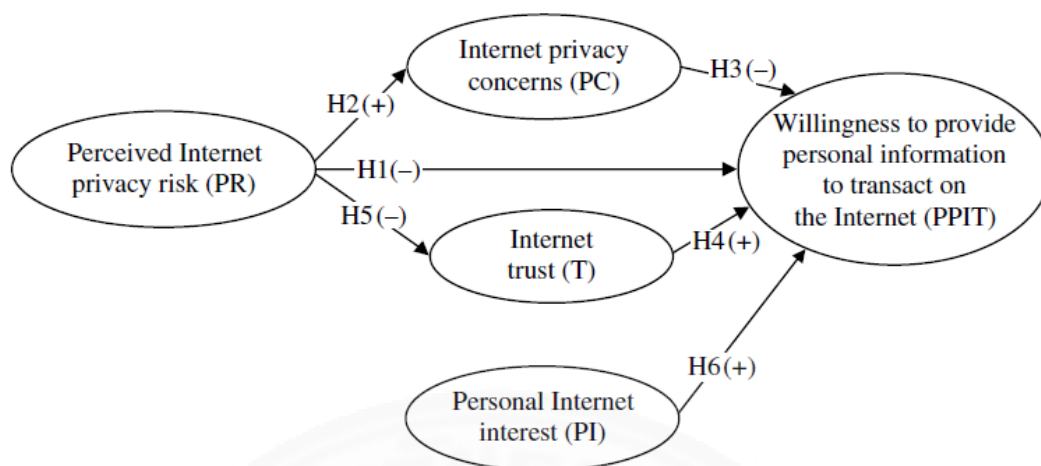 Internet privacy
concerns (PC)
H3(–)
H2(+)
Willingness to provide
personal information
to transact on
the Internet (PPIT)
Perceived Internet
privacy risk (PR)
H1(–)
H5(–)
Internet
trust (T)
H4(+)
H6(+)
Personal Internet
interest (PI)